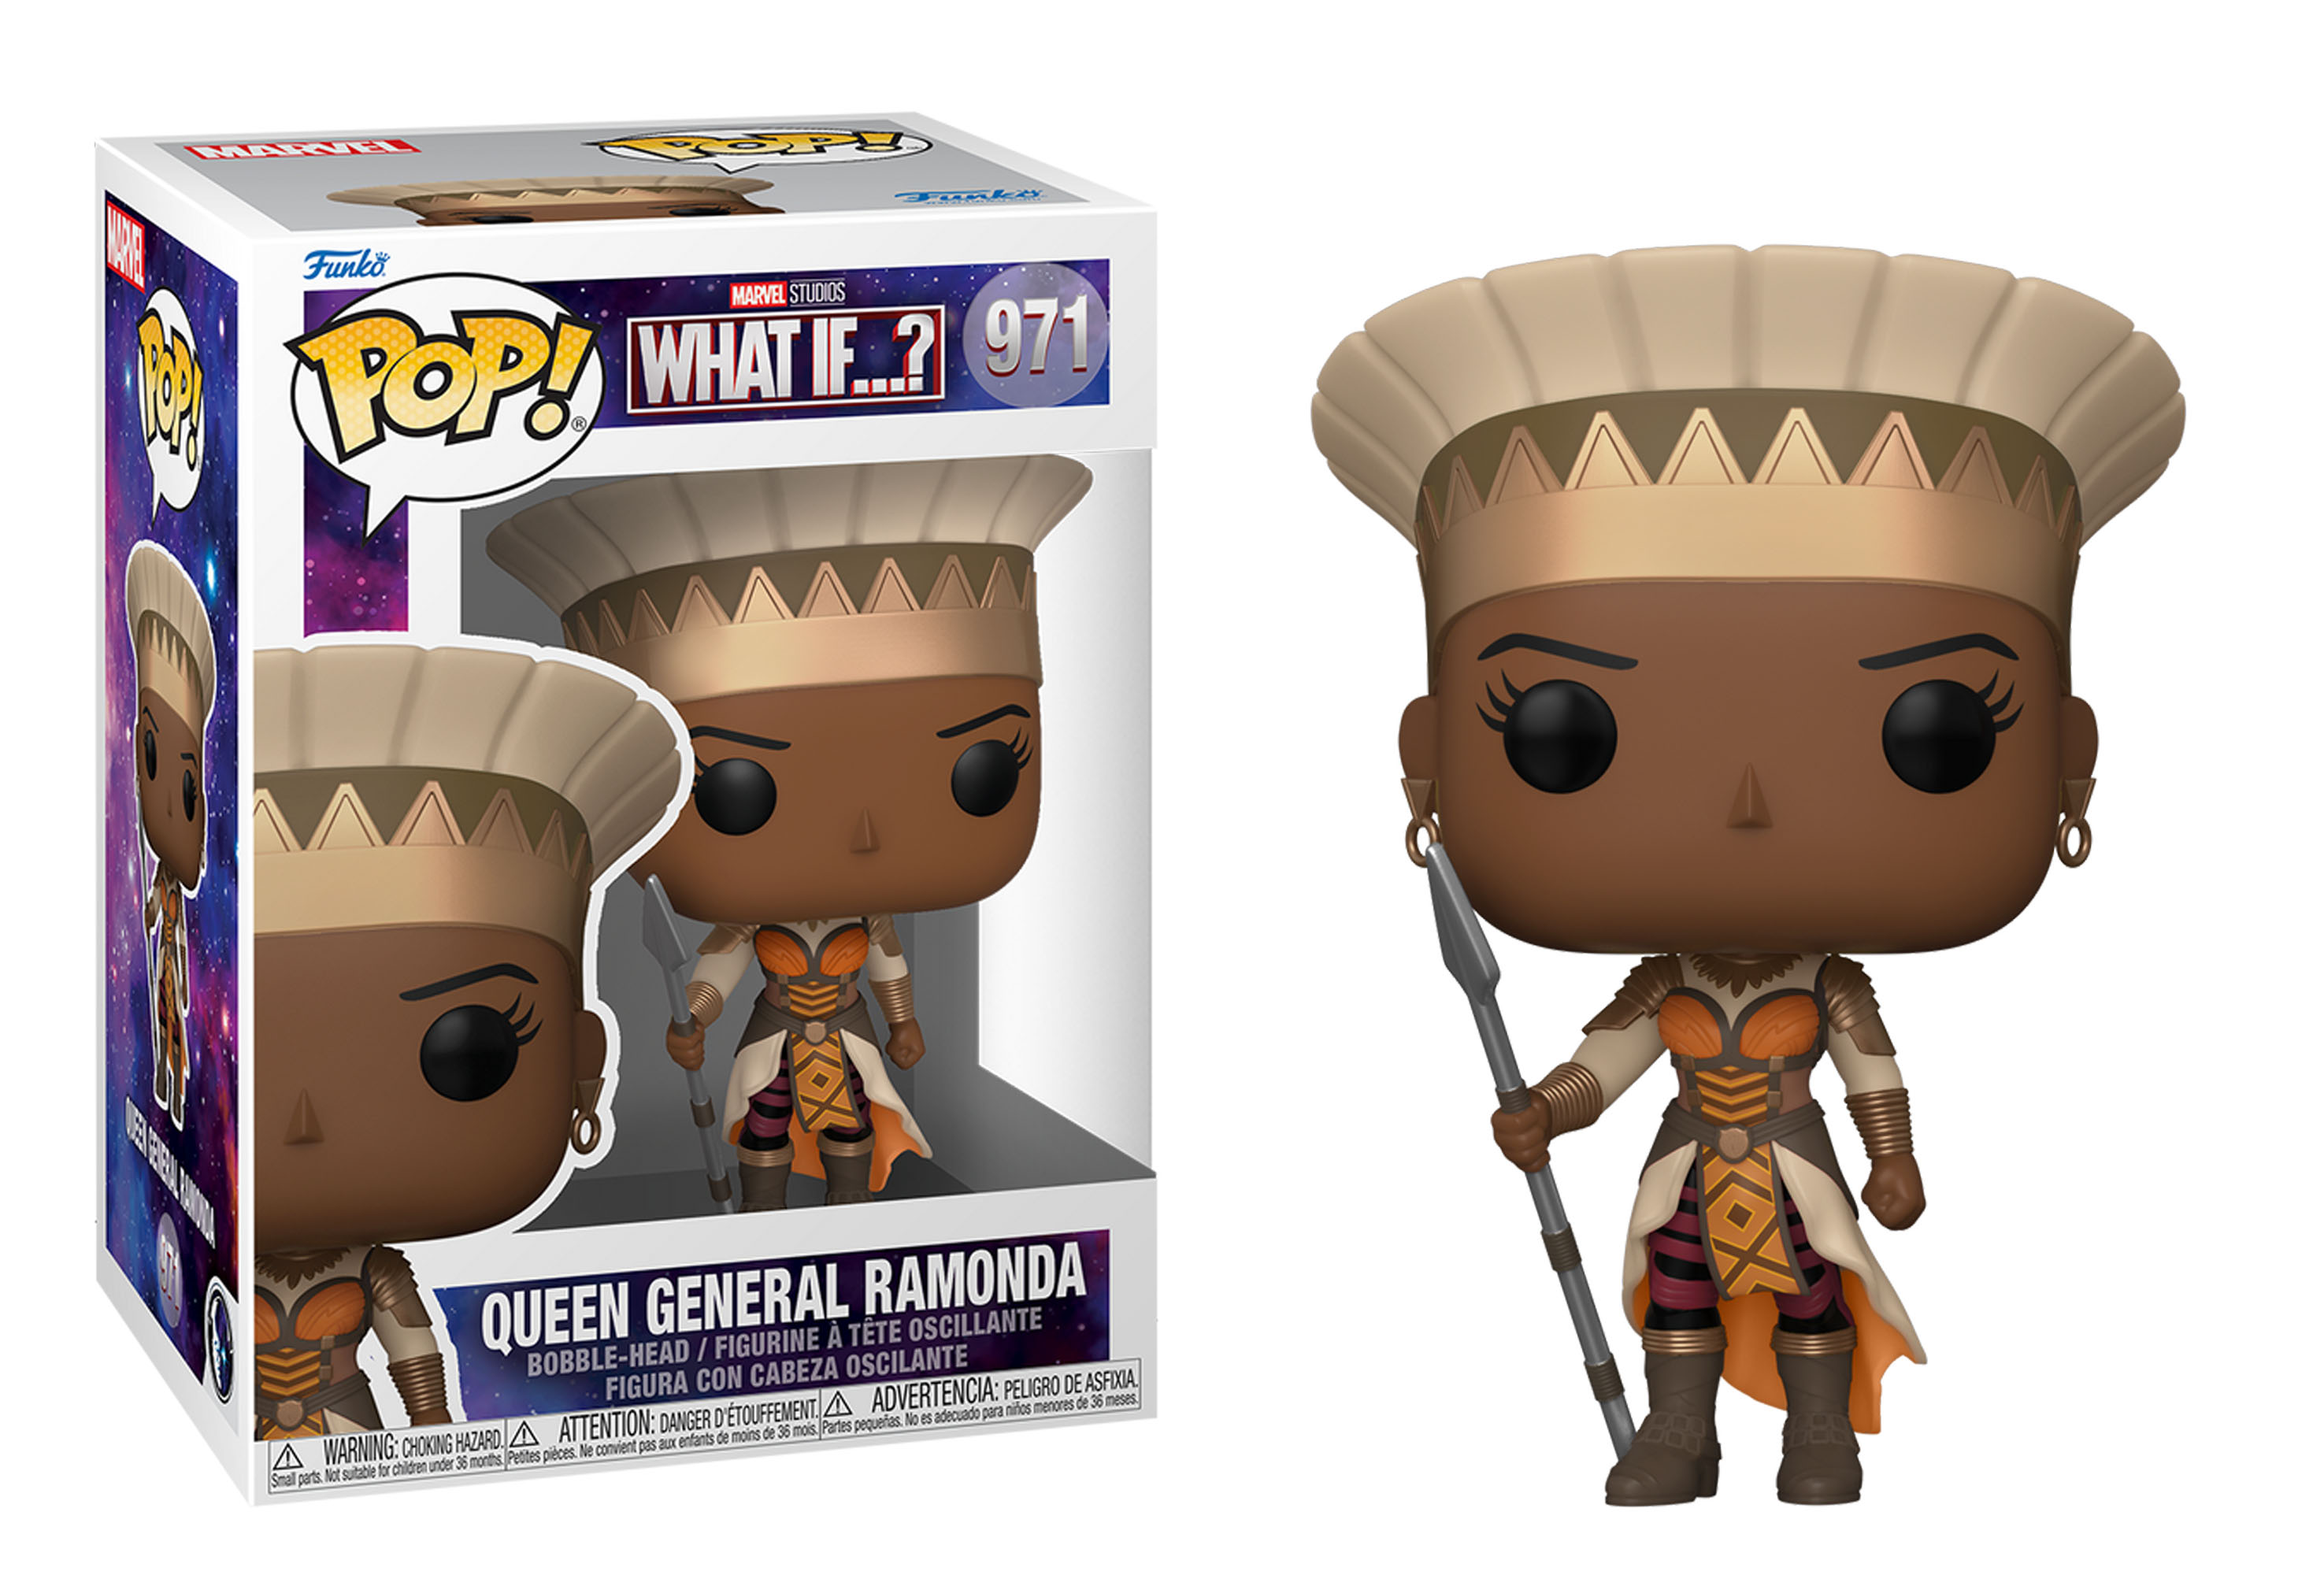 MARVEL
POP!
Funko
MARVEL
POP!
QUEEN GENERAL RAMONDA
971
Funko
POP!®
MARVEL STUDIOS
WHAT IF...?
971
QUEEN GENERAL RAMONDA
BOBBLE-HEAD / FIGURINE À TÊTE OSCILLANTE
FIGURA CON CABEZA OSCILANTE
WARNING: CHOKING HAZARD.
Small parts. Not suitable for children under 36 months.
ATTENTION: DANGER D'ÉTOUFFEMENT.
Petites pièces. Ne convient pas aux enfants de moins de 36 mois.
ADVERTENCIA: PELIGRO DE ASFIXIA.
Partes pequeñas. No es adecuado para niños menores de 36 meses.